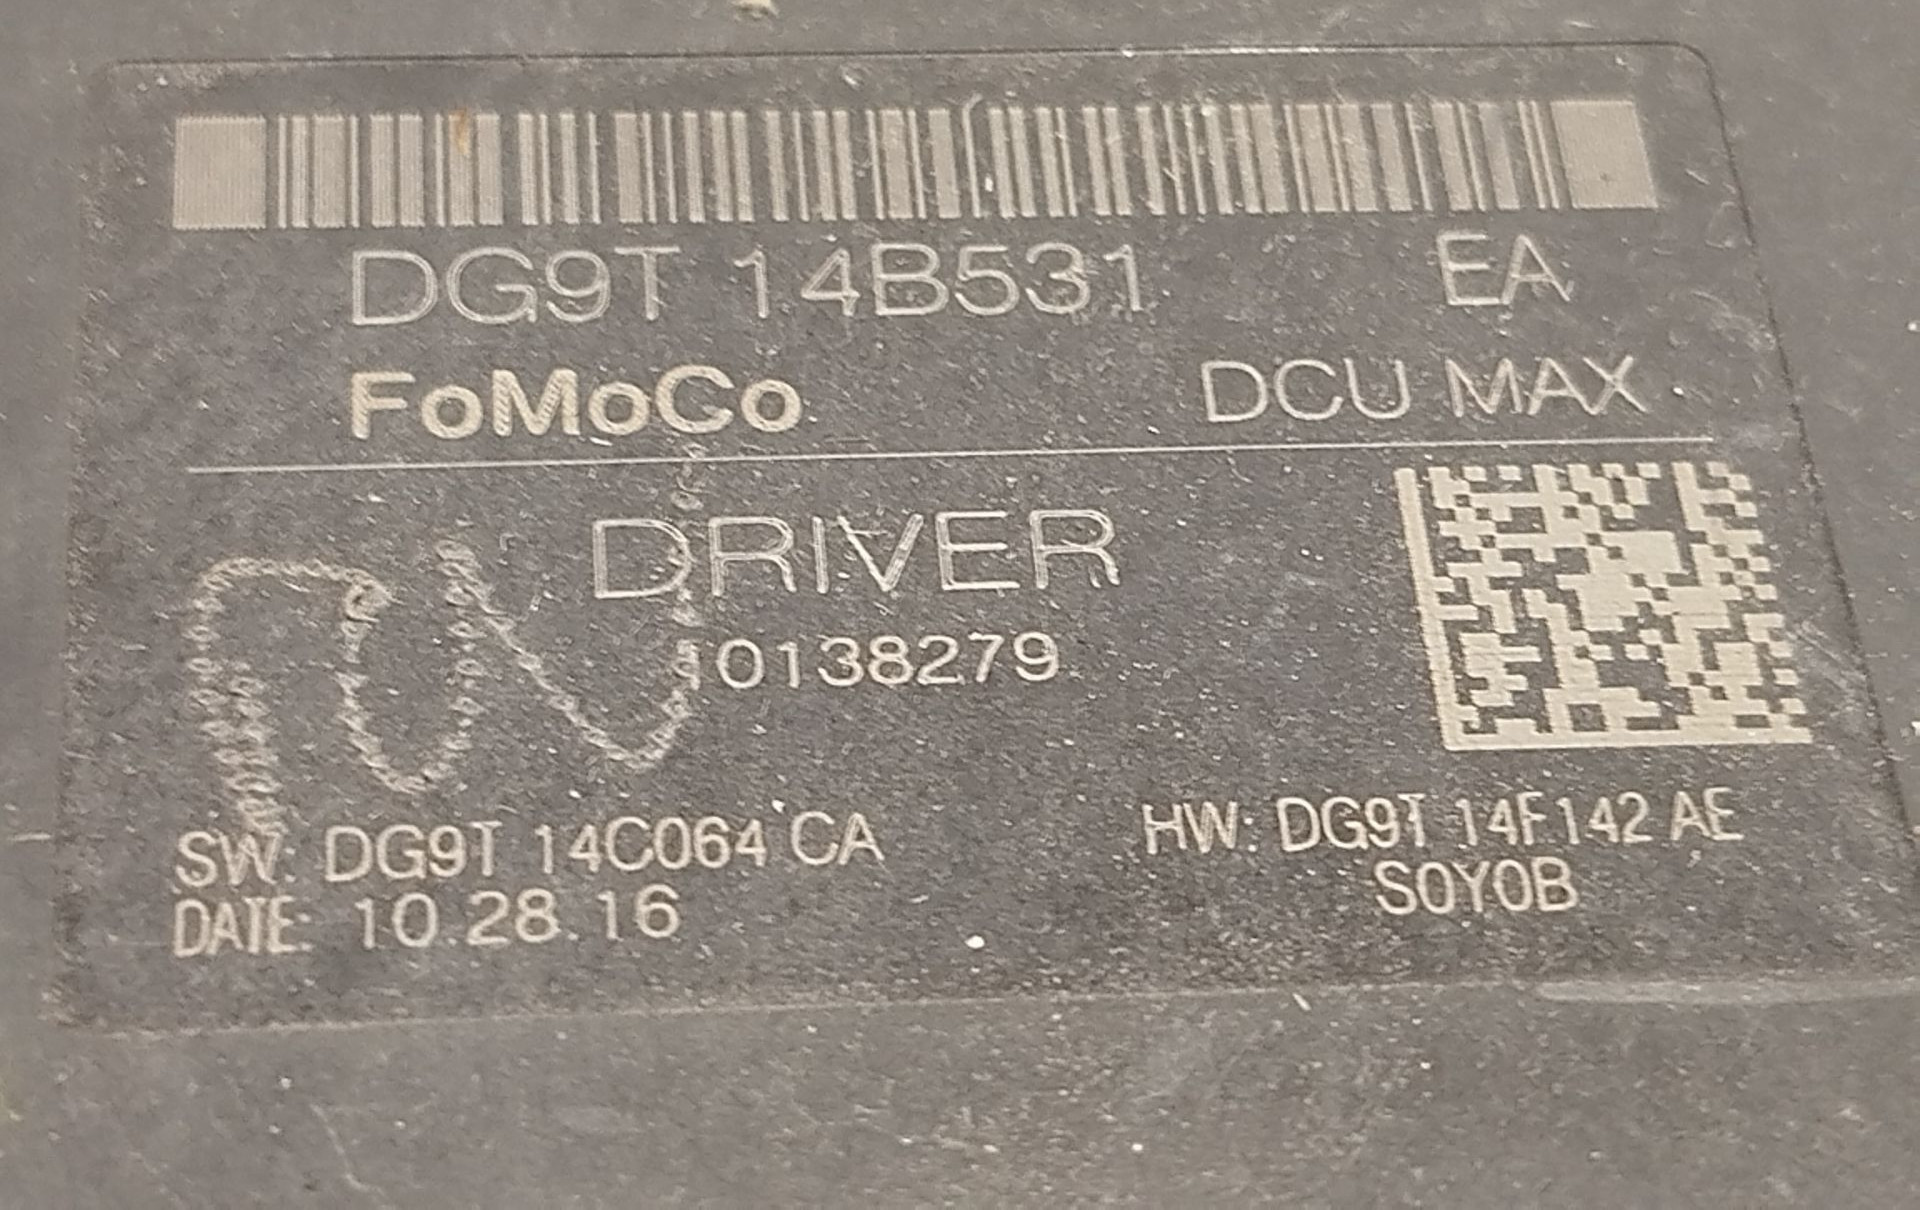 DG9T 14B531 EA
FoMoCo DCU MAX
DRIVER
10138279
SW: DG9T 14C064 CA
HW: DG9T 14F142 AE
S0Y0B
DATE: 10.28.16